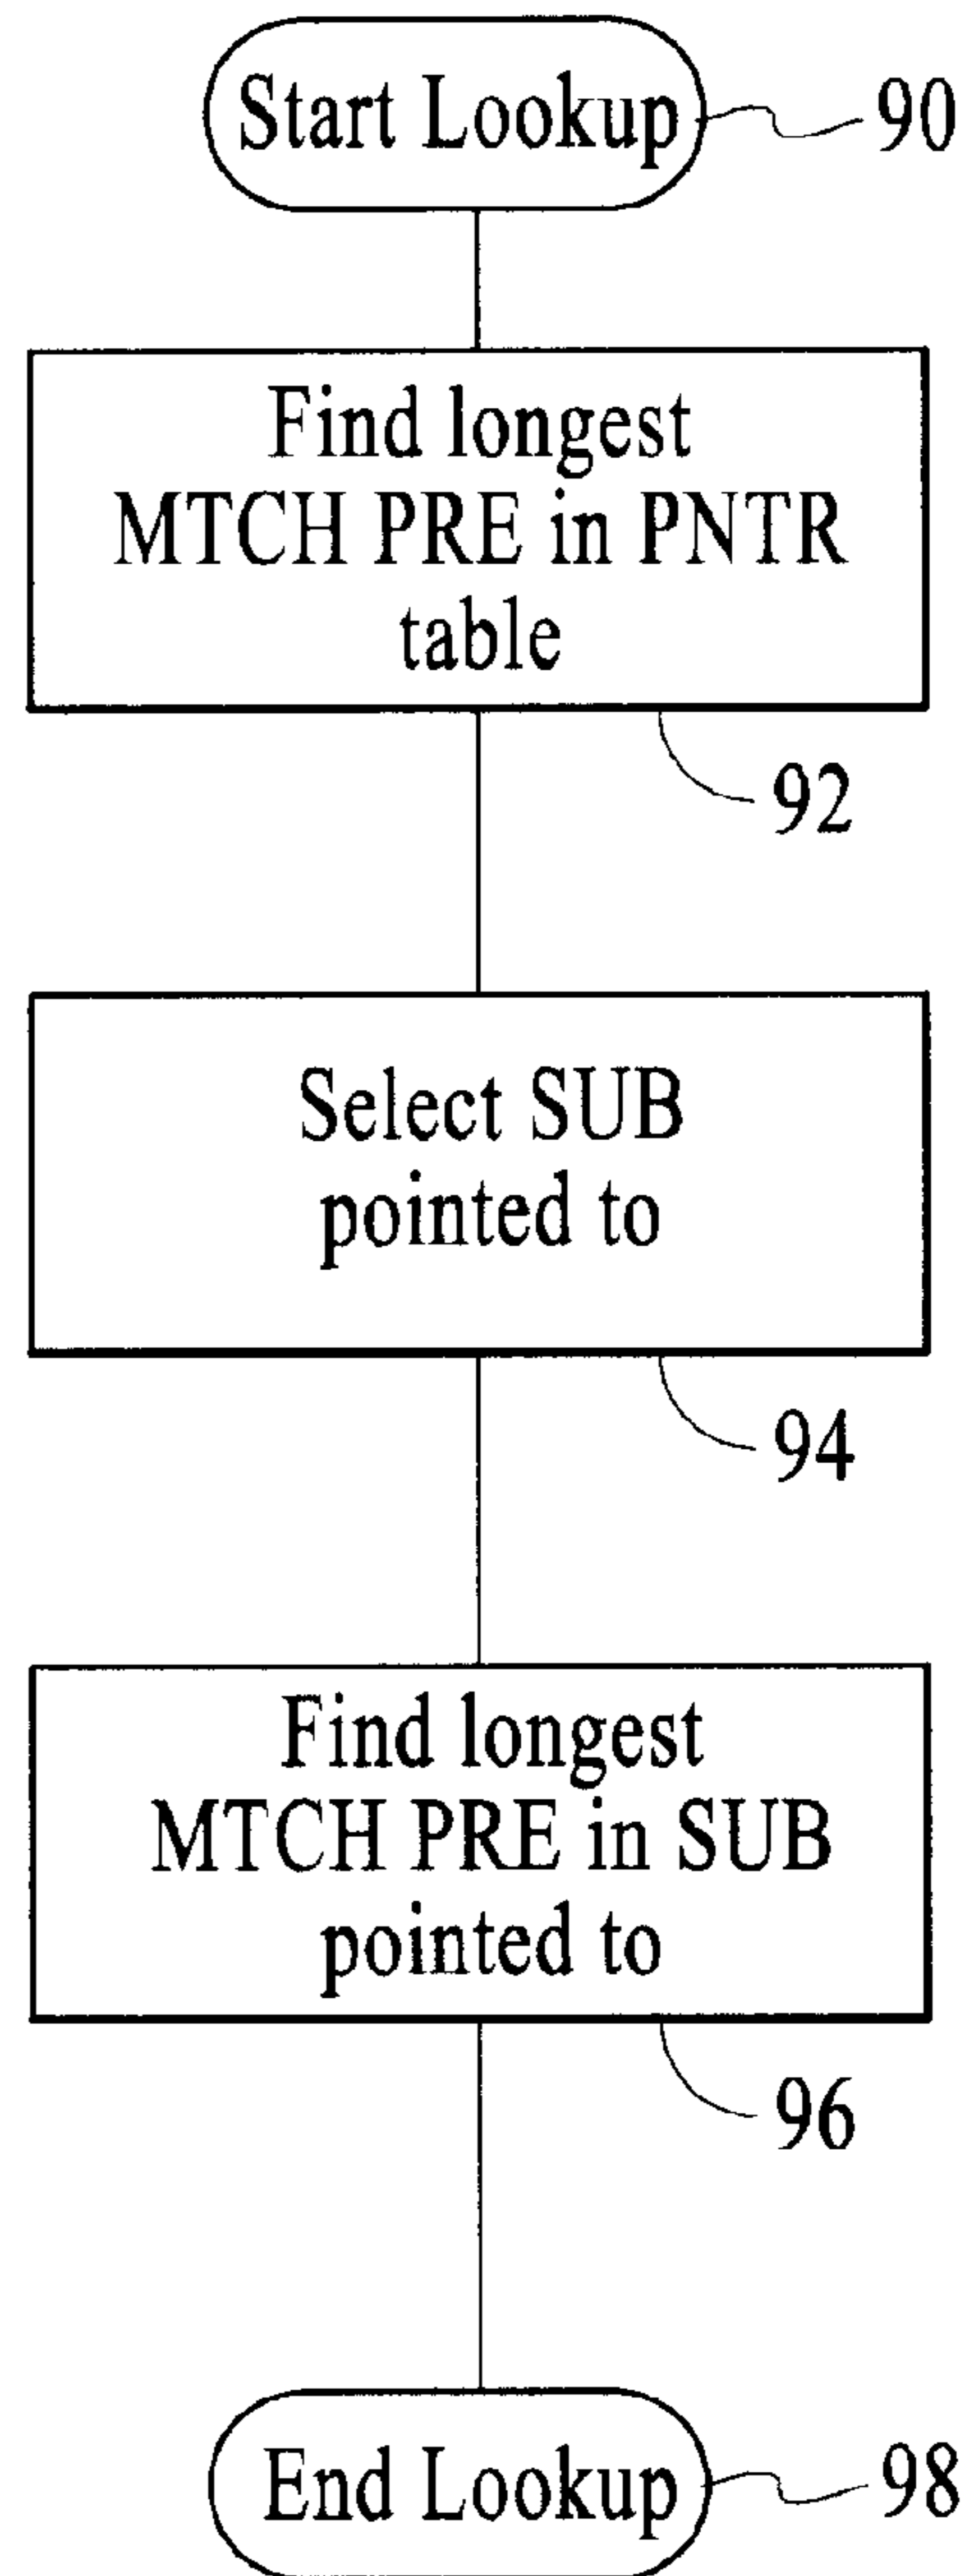 Start Lookup
90
Find longest
MTCH PRE in PNTR
table
92
Select SUB
pointed to
94
Find longest
MTCH PRE in SUB
pointed to
96
End Lookup
98